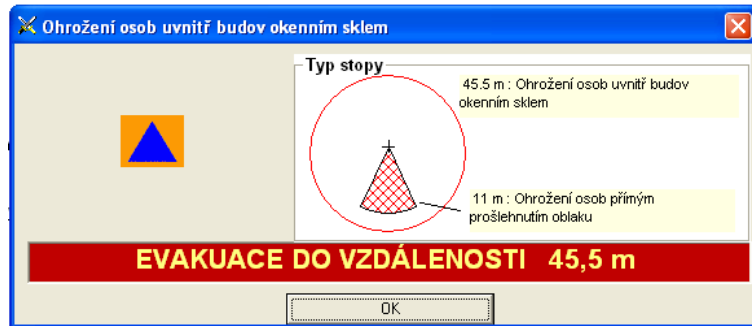 Ohrožení osob uvnitř budov okenním sklem
Typ stopy
45.5 m : Ohrožení osob uvnitř budov
okenním sklem
11 m : Ohrožení osob přímým
prošlehnutím oblaku
EVAKUACE DO VZDÁLENOSTI 45,5 m
OK